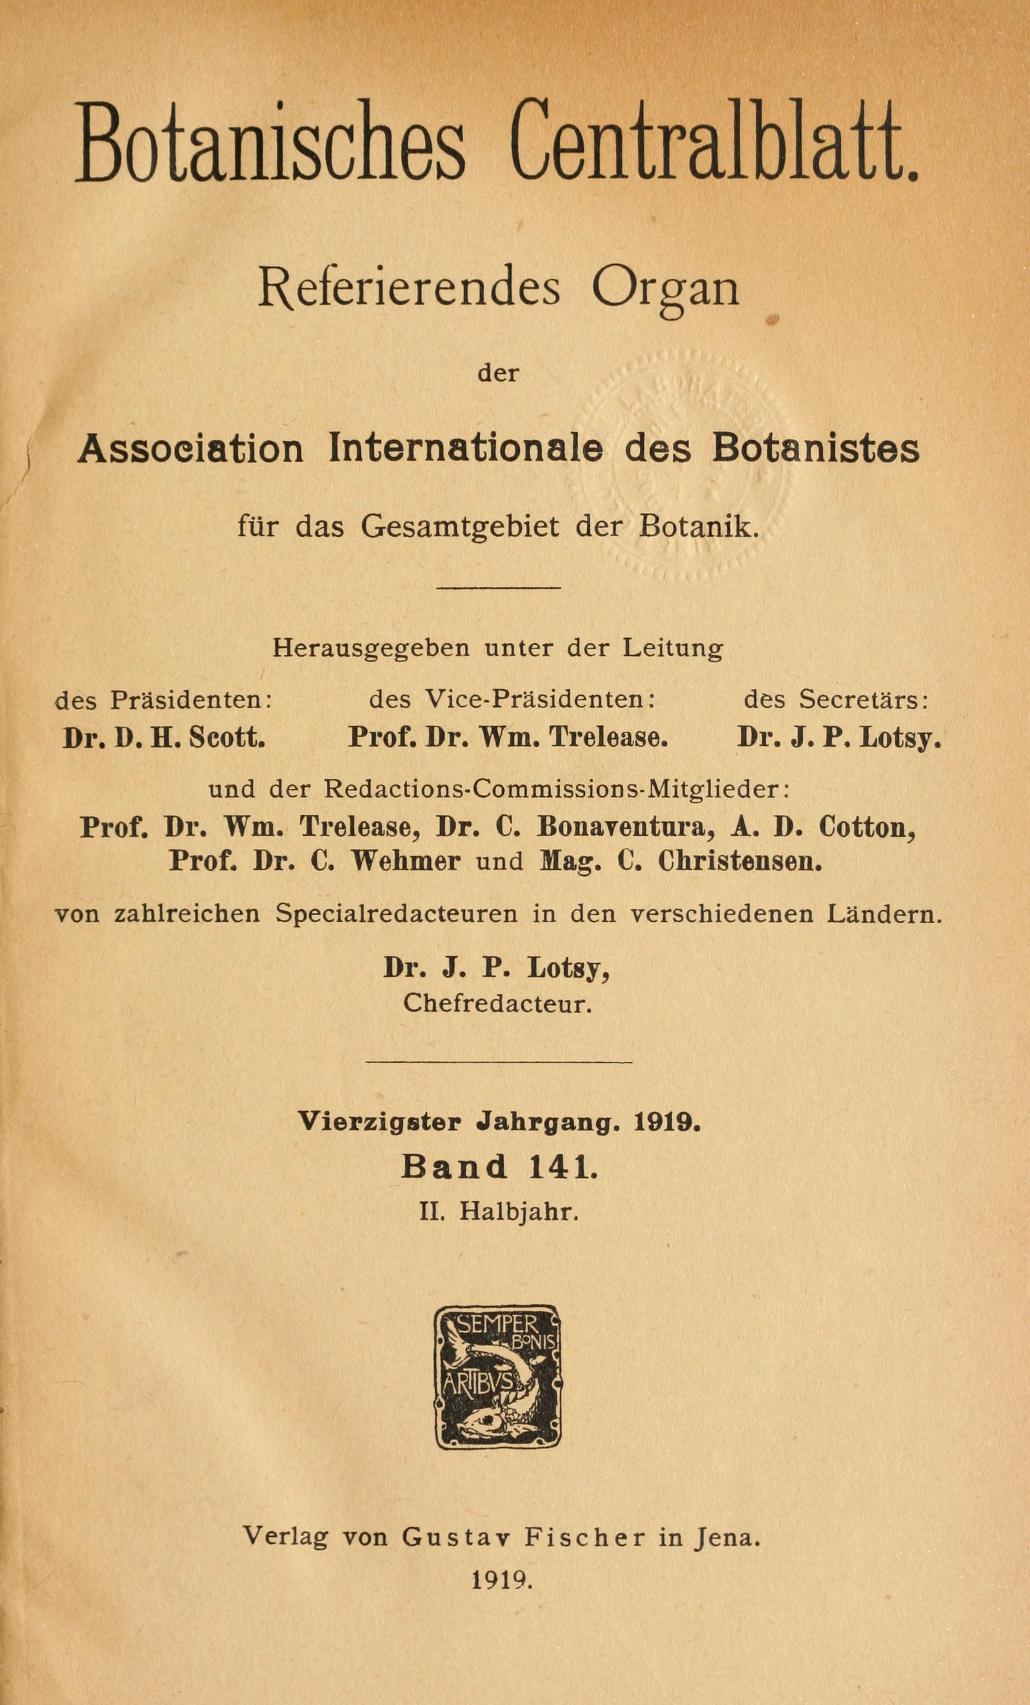 Botanisches Centralblatt.
Referierendes Organ
der
Association Internationale des Botanistes
für das Gesamtgebiet der Botanik.
Herausgegeben unter der Leitung
des Präsidenten: des Vice-Präsidenten: des Secretärs:
Dr. D. H. Scott. Prof. Dr. Wm. Trelease. Dr. J. P. Lotsy.
und der Redactions-Commissions-Mitglieder:
Prof. Dr. Wm. Trelease, Dr. C. Bonaventura, A. D. Cotton,
Prof. Dr. C. Wehmer und Mag. C. Christensen.
von zahlreichen Specialredacteuren in den verschiedenen Ländern.
Dr. J. P. Lotsy,
Chefredacteur.
Vierzigster Jahrgang. 1919.
Band 141.
II. Halbjahr.
SEMPER
BONIS
ARTIBVS
Verlag von Gustav Fischer in Jena.
1919.